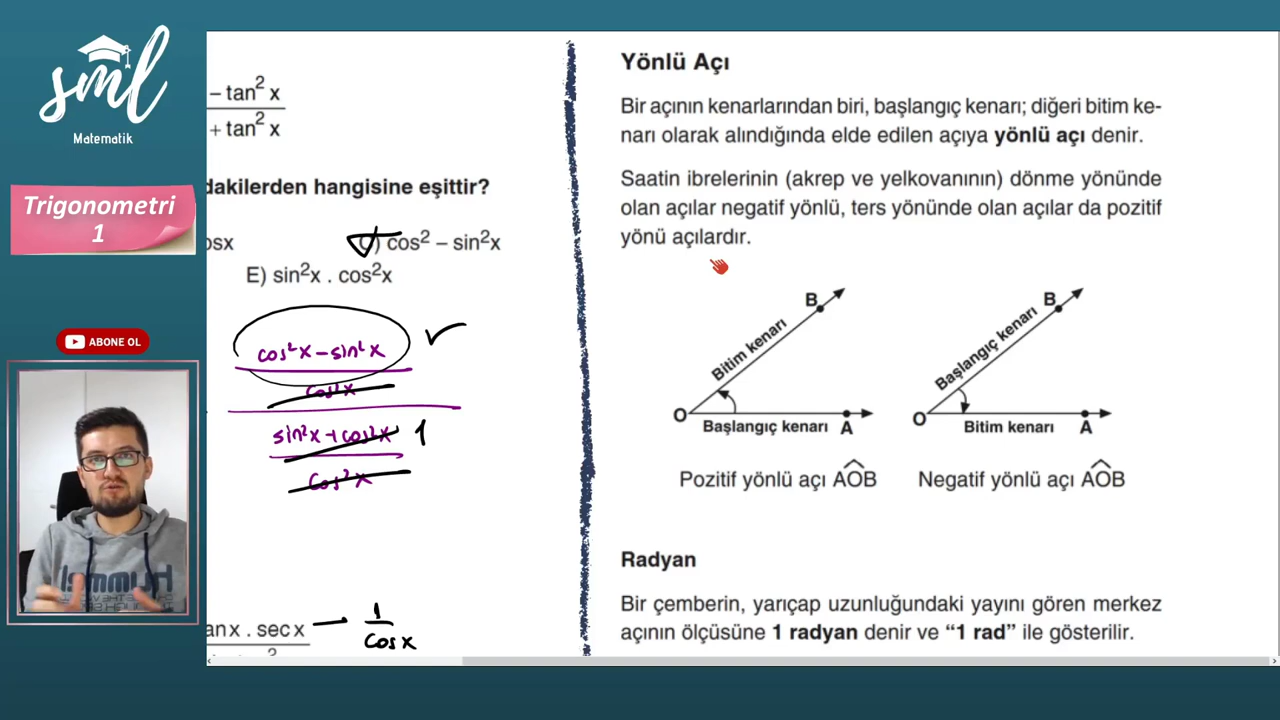 sml
Matematik
Trigonometri
1
ABONE OL
hummel
– tan² x
+ tan² x
dakilerden hangisine eşittir?
osx
C) cos² – sin²x
E) sin²x . cos²x
cos²x – sin²x
cos²x
sin²x + cos²x 1
cos²x
anx . secx
1
cosx
Yönlü Açı
Bir açının kenarlarından biri, başlangıç kenarı; diğeri bitim ke-
narı olarak alındığında elde edilen açıya yönlü açı denir.
Saatin ibrelerinin (akrep ve yelkovanının) dönme yönünde
olan açılar negatif yönlü, ters yönünde olan açılar da pozitif
yönü açılardır.
B
Bitim kenarı
O
Başlangıç kenarı
A
Pozitif yönlü açı AOB
B
Başlangıç kenarı
O
Bitim kenarı
A
Negatif yönlü açı AOB
Radyan
Bir çemberin, yarıçap uzunluğundaki yayını gören merkez
açının ölçüsüne 1 radyan denir ve “1 rad” ile gösterilir.